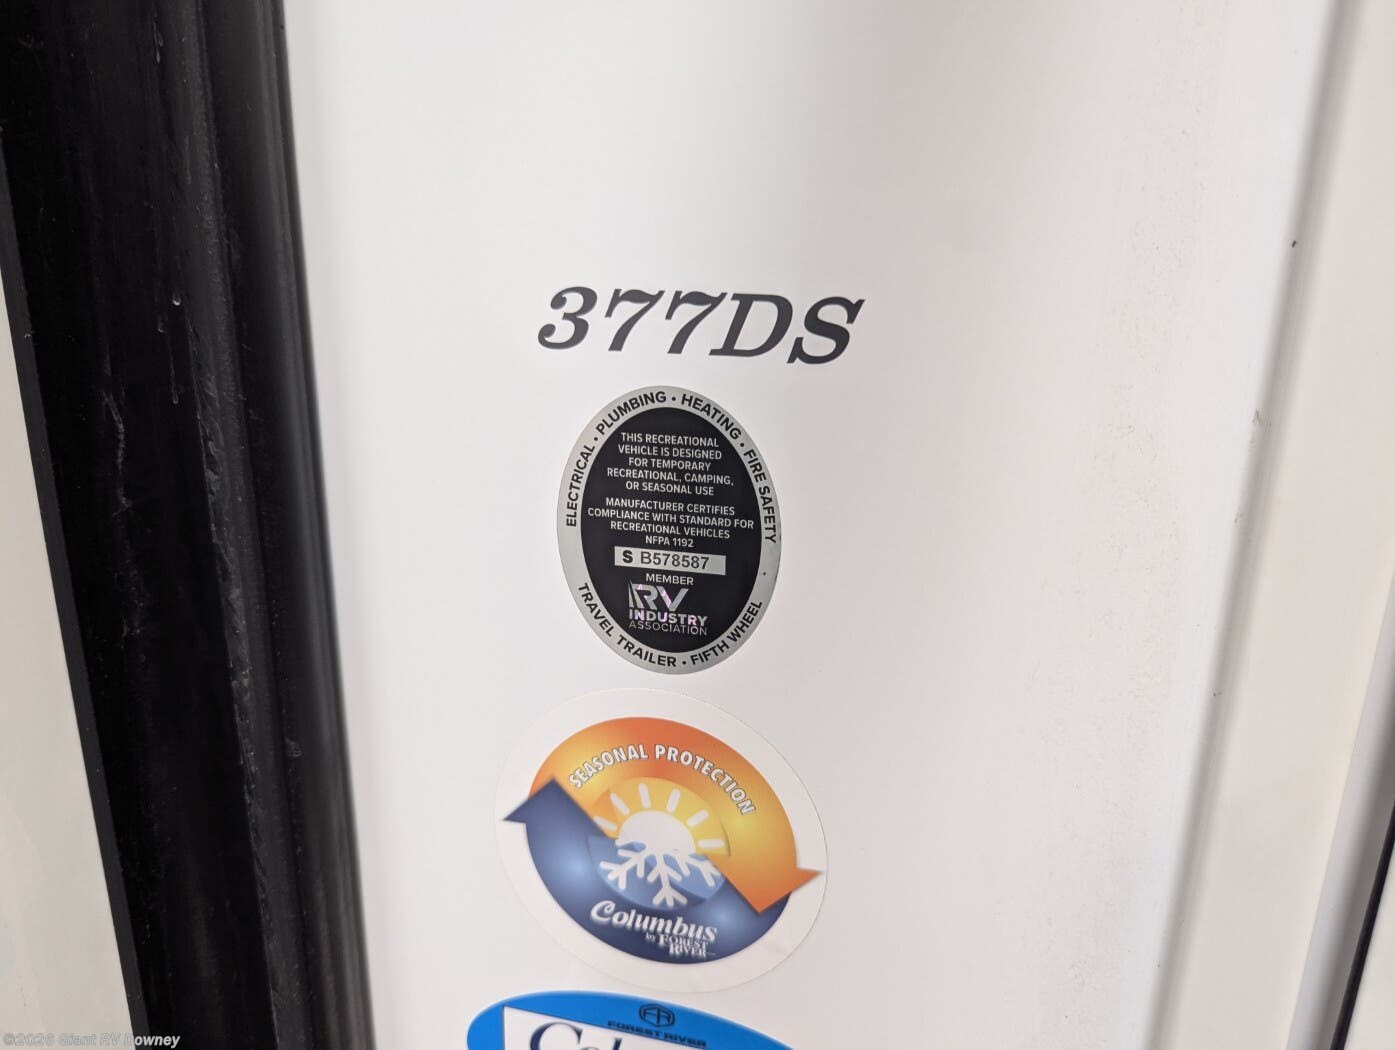 377DS
ELECTRICAL • PLUMBING • HEATING • FIRE SAFETY
THIS RECREATIONAL
VEHICLE IS DESIGNED
FOR TEMPORARY
RECREATIONAL, CAMPING,
OR SEASONAL USE
MANUFACTURER CERTIFIES
COMPLIANCE WITH STANDARD FOR
RECREATIONAL VEHICLES
NFPA 1192
S B578587
MEMBER
RV
INDUSTRY
ASSOCIATION
TRAVEL TRAILER • FIFTH WHEEL
SEASONAL PROTECTION
Columbus
by FOREST
RIVER
FOREST RIVER
©2026 Giant RV Downey